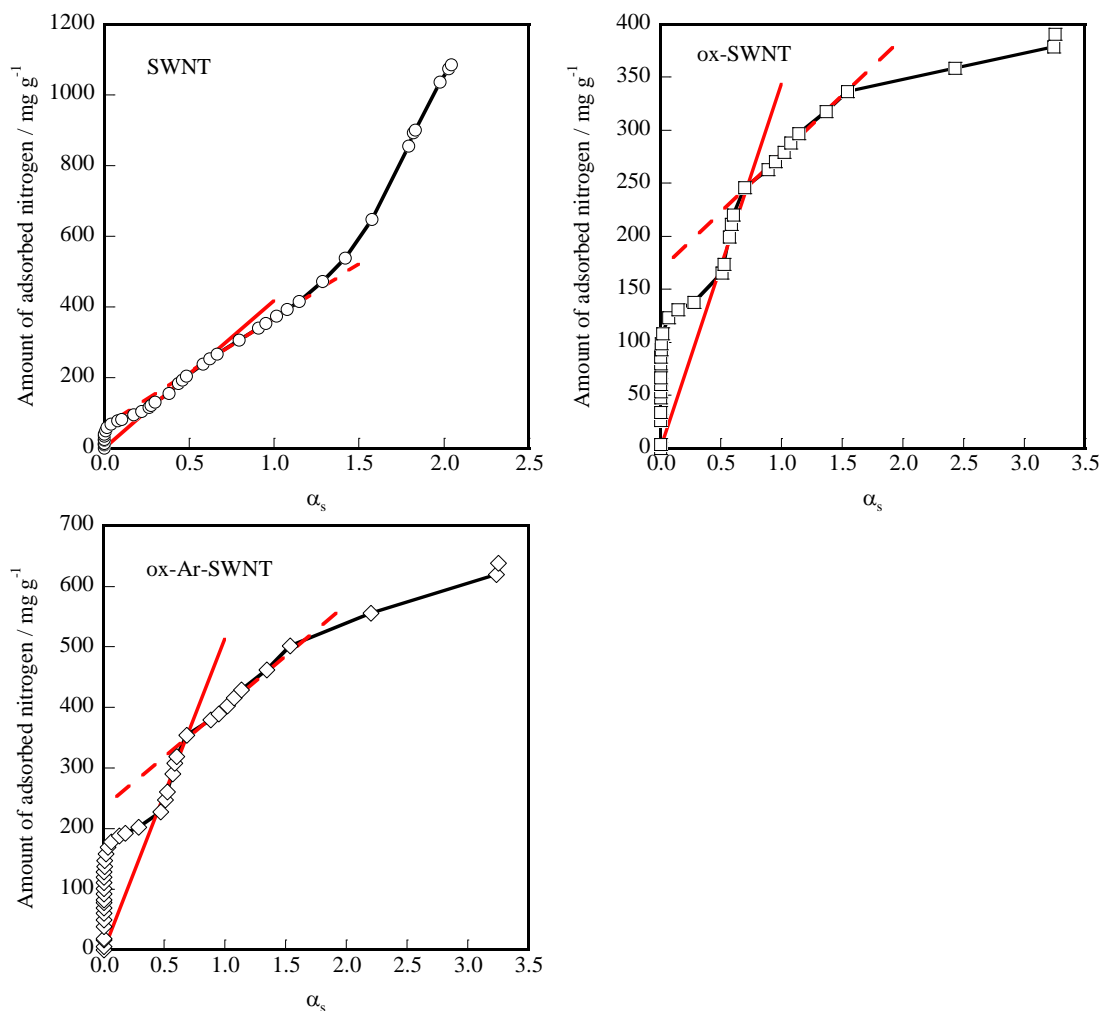 SWNT
Amount of adsorbed nitrogen / mg g⁻¹
1200
1000
800
600
400
200
0
0.0 0.5 1.0 1.5 2.0 2.5
αs
ox-SWNT
Amount of adsorbed nitrogen / mg g⁻¹
400
350
300
250
200
150
100
50
0
0.0 0.5 1.0 1.5 2.0 2.5 3.0 3.5
αs
ox-Ar-SWNT
Amount of adsorbed nitrogen / mg g⁻¹
700
600
500
400
300
200
100
0
0.0 0.5 1.0 1.5 2.0 2.5 3.0 3.5
αs